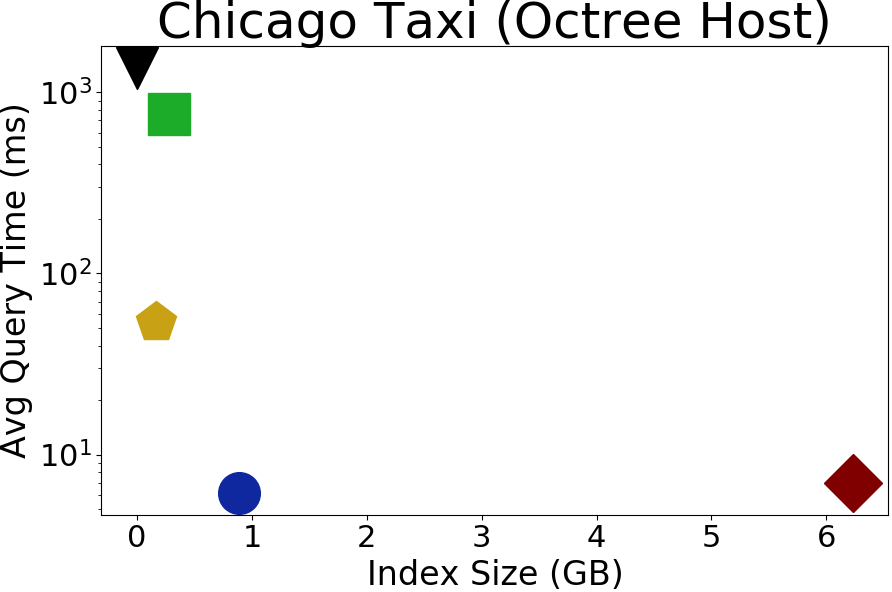 Chicago Taxi (Octree Host)
Avg Query Time (ms)
10³
10²
10¹
0 1 2 3 4 5 6
Index Size (GB)